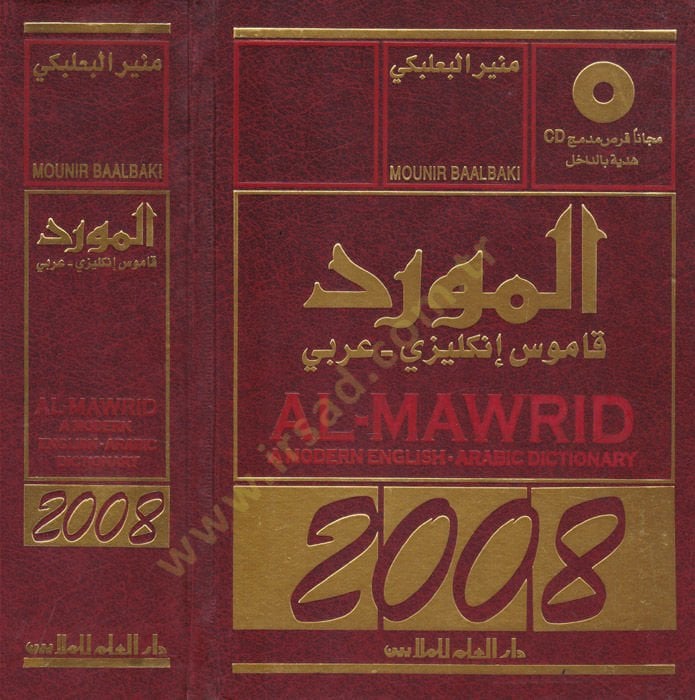 منير البعلبكي
MOUNIR BAALBAKI
المورد
قاموس إنكليزي - عربي
AL-MAWRID
A MODERN
ENGLISH - ARABIC
DICTIONARY
2008
دار العلم للملايين
منير البعلبكي
MOUNIR BAALBAKI
مجاناً قرص مدمج CD
هدية بالداخل
المورد
قاموس إنكليزي - عربي
AL-MAWRID
A MODERN ENGLISH - ARABIC DICTIONARY
2008
دار العلم للملايين
www.irsad.com.tr